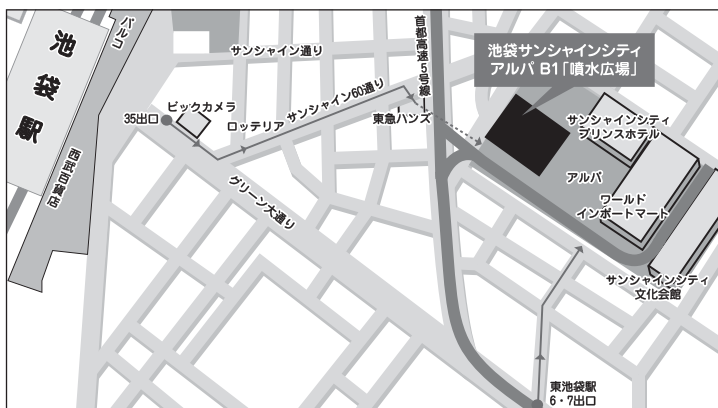 池袋駅
パルコ
西武百貨店
サンシャイン通り
首都高速5号線
池袋サンシャインシティ
アルパ B1「噴水広場」
ビックカメラ
35出口
ロッテリア
サンシャイン60通り
東急ハンズ
サンシャインシティ
プリンスホテル
アルパ
ワールド
インポートマート
グリーン大通り
サンシャインシティ
文化会館
東池袋駅
6・7出口